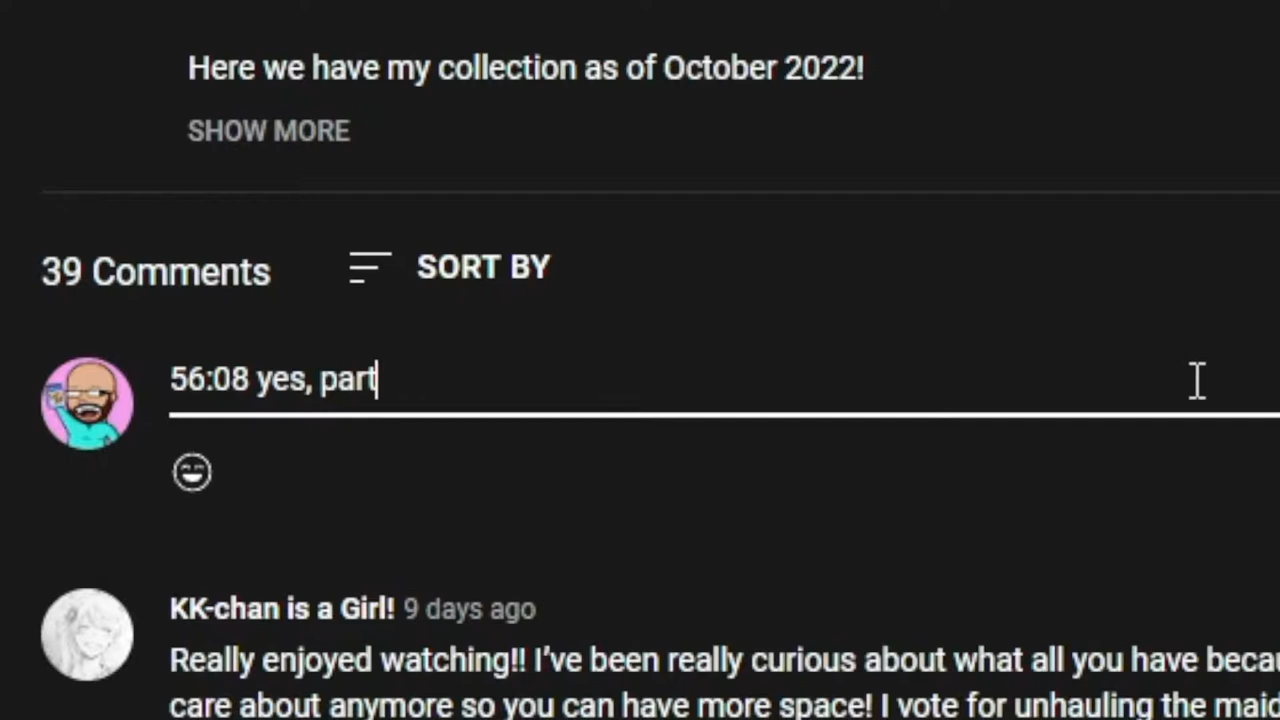 Here we have my collection as of October 2022!
SHOW MORE
39 Comments
SORT BY
56:08 yes, part
KK-chan is a Girl! 9 days ago
Really enjoyed watching!! I've been really curious about what all you have
care about anymore so you can have more space! I vote for unhauling the